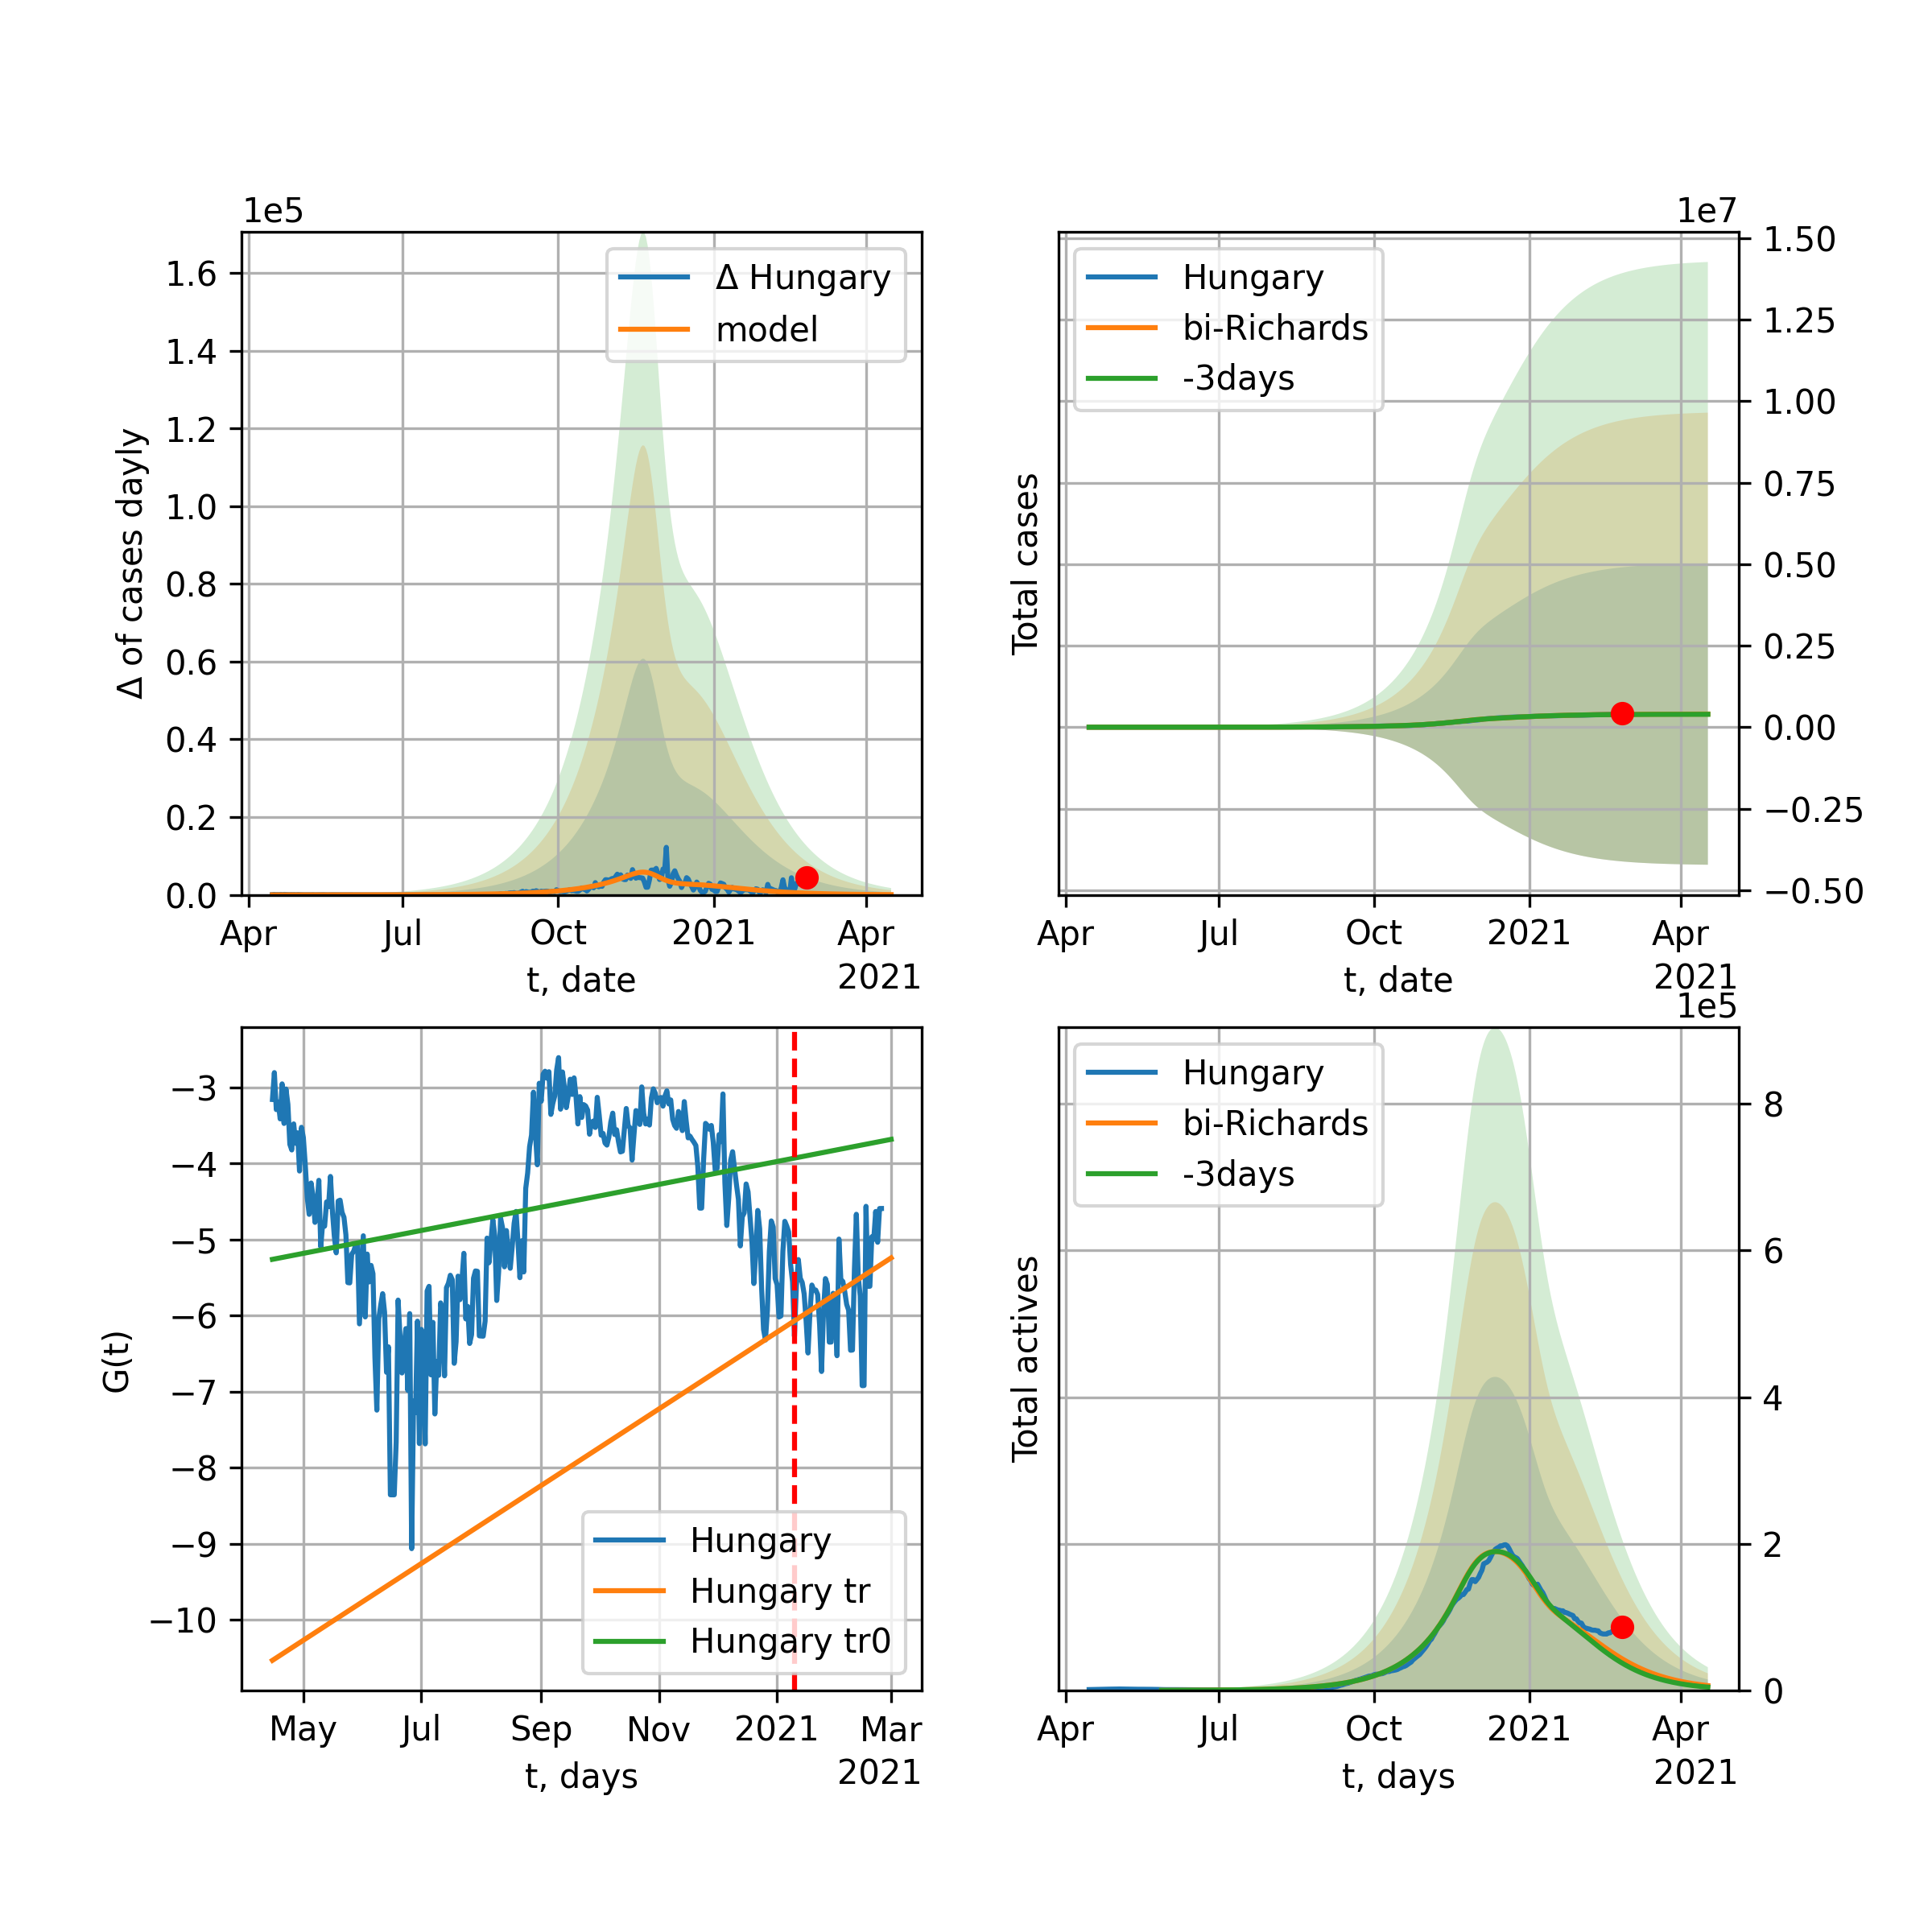 1e5
Δ of cases dayly
1.6
1.4
1.2
1.0
0.8
0.6
0.4
0.2
0.0
Δ Hungary
model
Apr Jul Oct 2021 Apr
2021
t, date
1e7
Total cases
Hungary
bi-Richards
-3days
1.50
1.25
1.00
0.75
0.50
0.25
0.00
−0.25
−0.50
Apr Jul Oct 2021 Apr
2021
t, date
G(t)
−3
−4
−5
−6
−7
−8
−9
−10
Hungary
Hungary tr
Hungary tr0
May Jul Sep Nov 2021 Mar
2021
t, days
1e5
Total actives
Hungary
bi-Richards
-3days
8
6
4
2
0
Apr Jul Oct 2021 Apr
2021
t, days